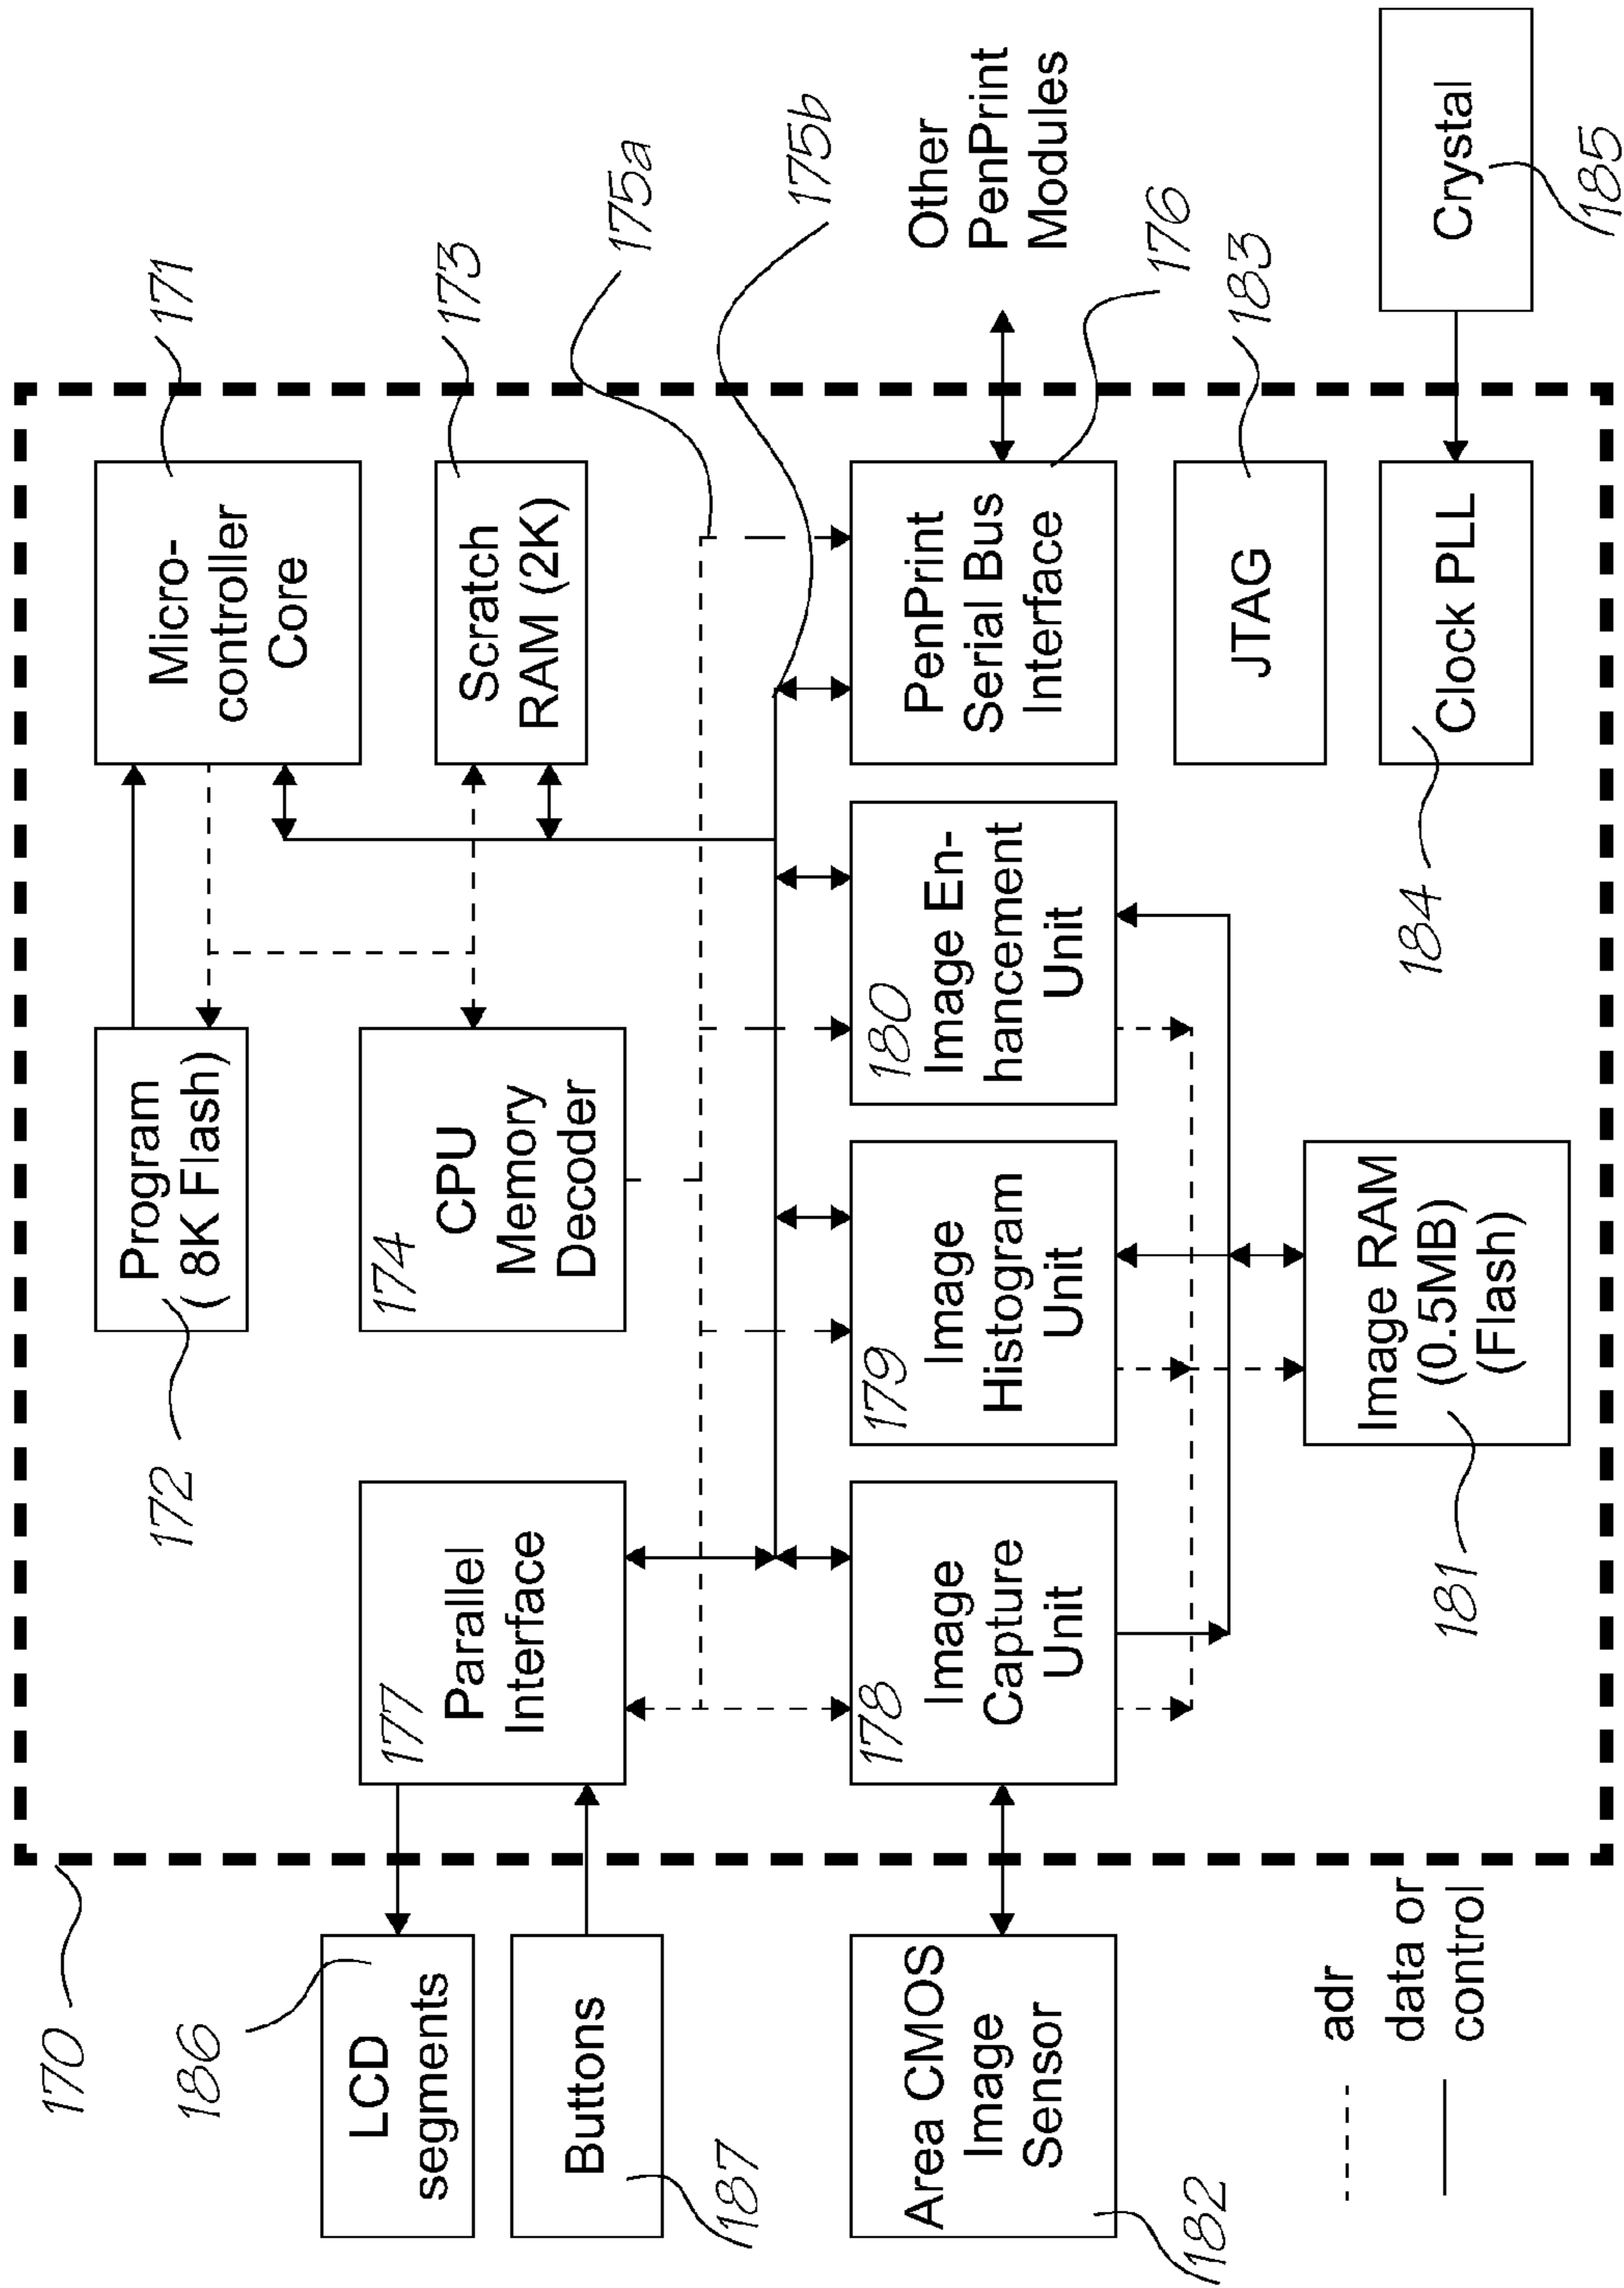 170
LCD
segments
186
Buttons
187
Area CMOS
Image
Sensor
182
adr
data or
control
177
Parallel
Interface
178
Image
Capture
Unit
Program
( 8K Flash)
172
174
CPU
Memory
Decoder
179
Image
Histogram
Unit
180
Image En-
hancement
Unit
Image RAM
(0.5MB)
(Flash)
181
Micro-
controller
Core
171
Scratch
RAM (2K)
173
175a
175b
PenPrint
Serial Bus
Interface
176
Other
PenPrint
Modules
JTAG
183
Clock PLL
184
Crystal
185